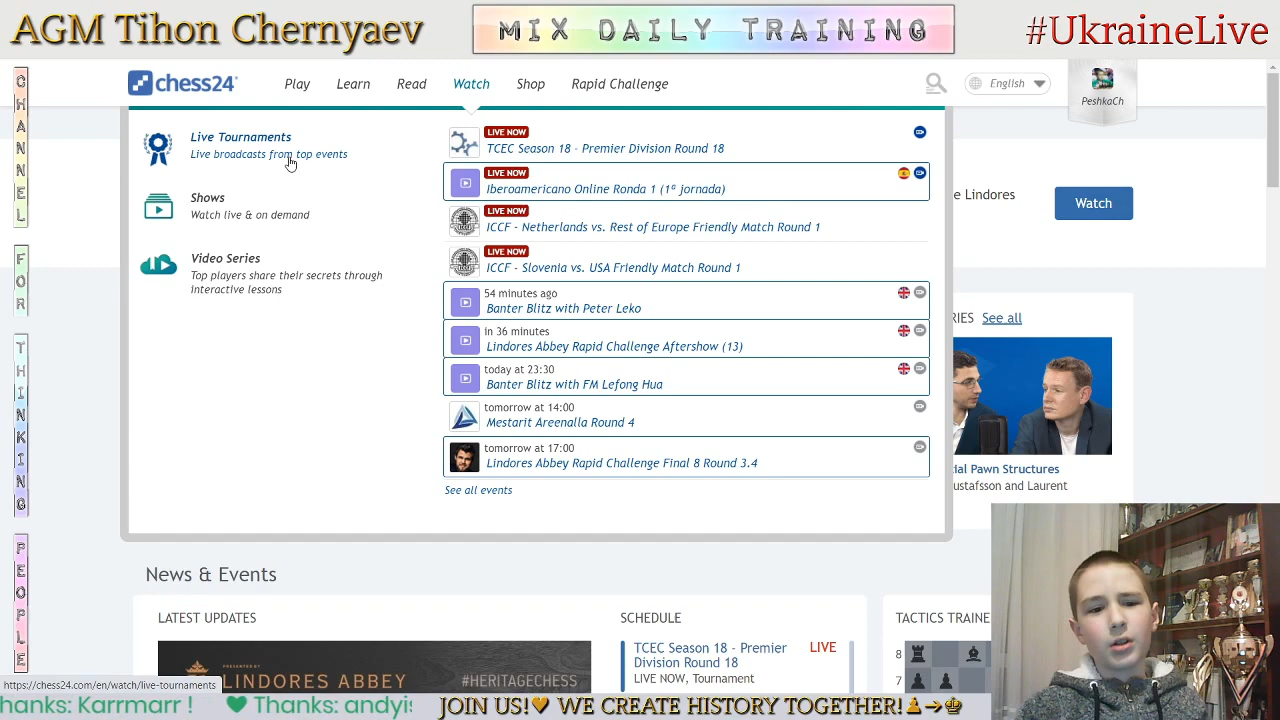 AGM Tihon Chernyaev
MIX DAILY TRAINING
#UkraineLive
CHANEL FOR THINKING PEOPLE
chess24
Play
Learn
Read
Watch
Shop
Rapid Challenge
English
PeshkaCh
Live Tournaments
Live broadcasts from top events
Shows
Watch live & on demand
Video Series
Top players share their secrets through
interactive lessons
LIVE NOW
TCEC Season 18 - Premier Division Round 18
LIVE NOW
Iberoamericano Online Ronda 1 (1ª jornada)
LIVE NOW
ICCF - Netherlands vs. Rest of Europe Friendly Match Round 1
LIVE NOW
ICCF - Slovenia vs. USA Friendly Match Round 1
54 minutes ago
Banter Blitz with Peter Leko
in 36 minutes
Lindores Abbey Rapid Challenge Aftershow (13)
today at 23:30
Banter Blitz with FM Lefong Hua
tomorrow at 14:00
Mestarit Areenalla Round 4
tomorrow at 17:00
Lindores Abbey Rapid Challenge Final 8 Round 3.4
See all events
e Lindores
Watch
RIES See all
ial Pawn Structures
ustafsson and Laurent
News & Events
LATEST UPDATES
SCHEDULE
TACTICS TRAINE
PRESENTED BY
LINDORES ABBEY
#HERITAGECHESS
TCEC Season 18 - Premier
Division Round 18
LIVE
LIVE NOW, Tournament
8
7
https://chess24.com/en/watch/live-tournaments
hanks: Karrmarr ! Thanks: andyi
JOIN US! WE CREATE HISTORY TOGETHER!